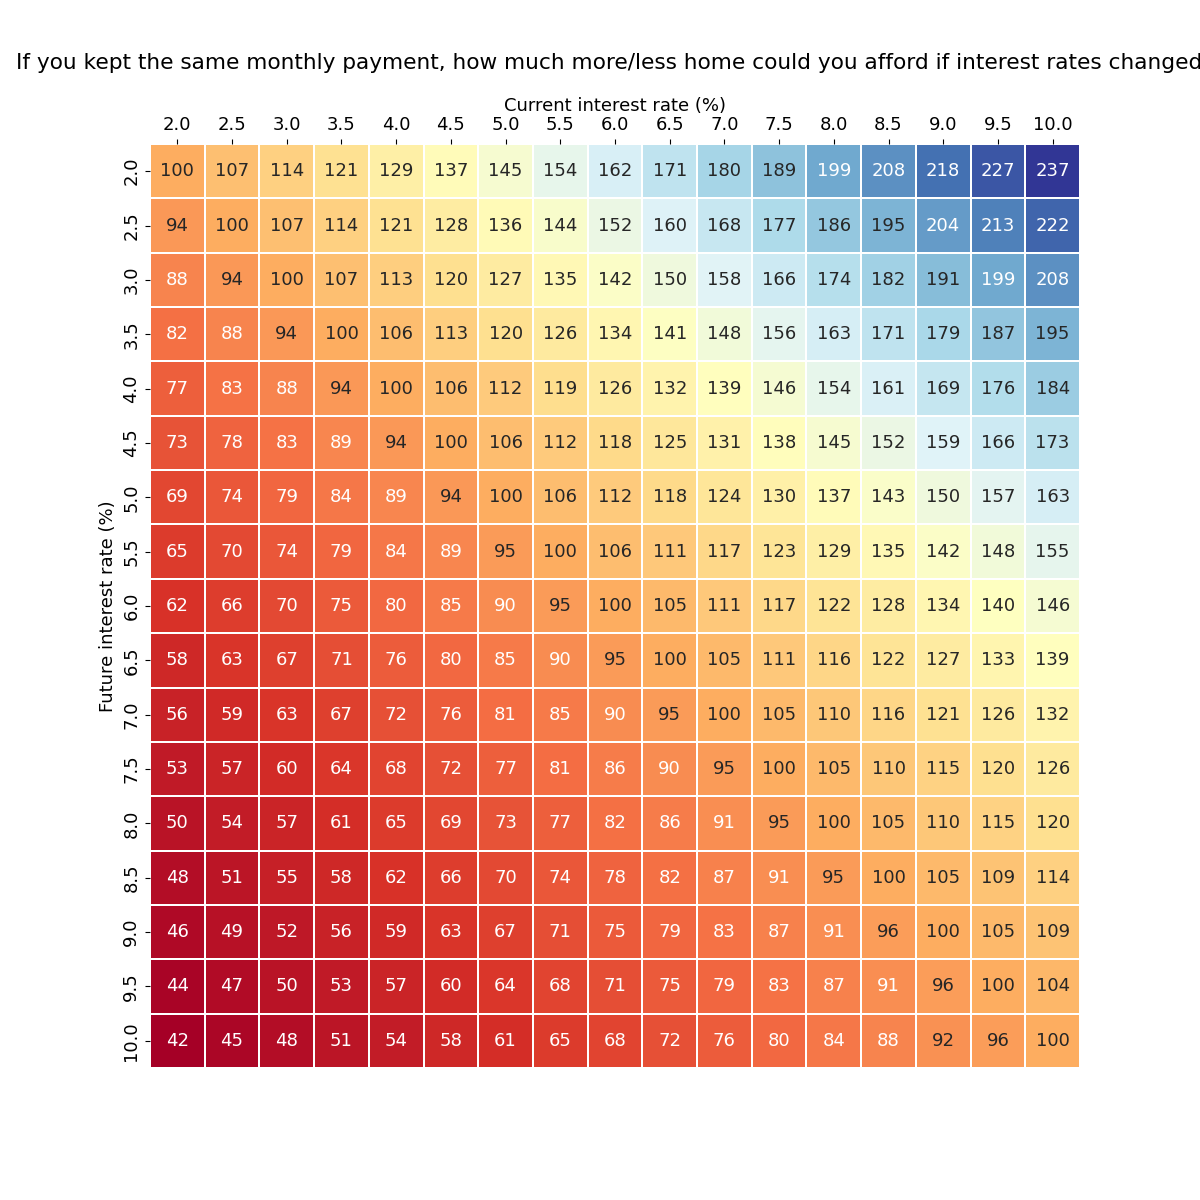 If you kept the same monthly payment, how much more/less home could you afford if interest rates changed
Current interest rate (%)
2.0 2.5 3.0 3.5 4.0 4.5 5.0 5.5 6.0 6.5 7.0 7.5 8.0 8.5 9.0 9.5 10.0
Future interest rate (%)
2.0 100 107 114 121 129 137 145 154 162 171 180 189 199 208 218 227 237
2.5 94 100 107 114 121 128 136 144 152 160 168 177 186 195 204 213 222
3.0 88 94 100 107 113 120 127 135 142 150 158 166 174 182 191 199 208
3.5 82 88 94 100 106 113 120 126 134 141 148 156 163 171 179 187 195
4.0 77 83 88 94 100 106 112 119 126 132 139 146 154 161 169 176 184
4.5 73 78 83 89 94 100 106 112 118 125 131 138 145 152 159 166 173
5.0 69 74 79 84 89 94 100 106 112 118 124 130 137 143 150 157 163
5.5 65 70 74 79 84 89 95 100 106 111 117 123 129 135 142 148 155
6.0 62 66 70 75 80 85 90 95 100 105 111 117 122 128 134 140 146
6.5 58 63 67 71 76 80 85 90 95 100 105 111 116 122 127 133 139
7.0 56 59 63 67 72 76 81 85 90 95 100 105 110 116 121 126 132
7.5 53 57 60 64 68 72 77 81 86 90 95 100 105 110 115 120 126
8.0 50 54 57 61 65 69 73 77 82 86 91 95 100 105 110 115 120
8.5 48 51 55 58 62 66 70 74 78 82 87 91 95 100 105 109 114
9.0 46 49 52 56 59 63 67 71 75 79 83 87 91 96 100 105 109
9.5 44 47 50 53 57 60 64 68 71 75 79 83 87 91 96 100 104
10.0 42 45 48 51 54 58 61 65 68 72 76 80 84 88 92 96 100